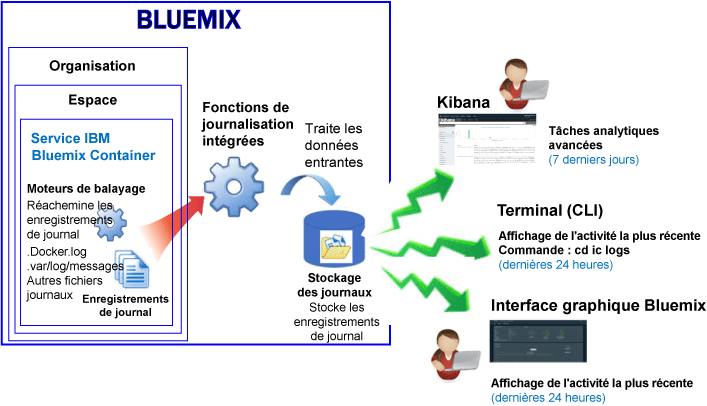 BLUEMIX
Organisation
Espace
Service IBM
Bluemix Container
Moteurs de balayage
Réachemine les
enregistrements
de journal
.Docker.log
.var/log/messages
Autres fichiers
journaux
Enregistrements
de journal
Fonctions de
journalisation
intégrées
Traite les
données
entrantes
Stockage
des journaux
Stocke les
enregistrements
de journal
Kibana
Tâches analytiques
avancées
(7 derniers jours)
Terminal (CLI)
Affichage de l'activité la plus récente
Commande : cd ic logs
(dernières 24 heures)
Interface graphique Bluemix
Affichage de l'activité la plus récente
(dernières 24 heures)